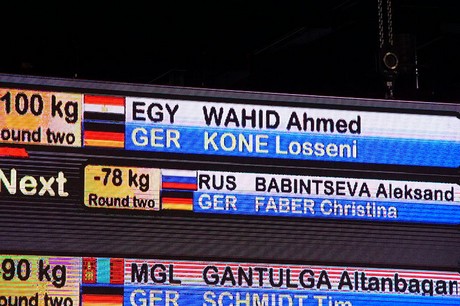 100 kg EGY WAHID Ahmed
ound two GER KONE Losseni
Next -78 kg RUS BABINTSEVA Aleksand
Round two GER FABER Christina
90 kg MGL GANTULGA Altanbagan
ound two GER SCHMIDT Tim